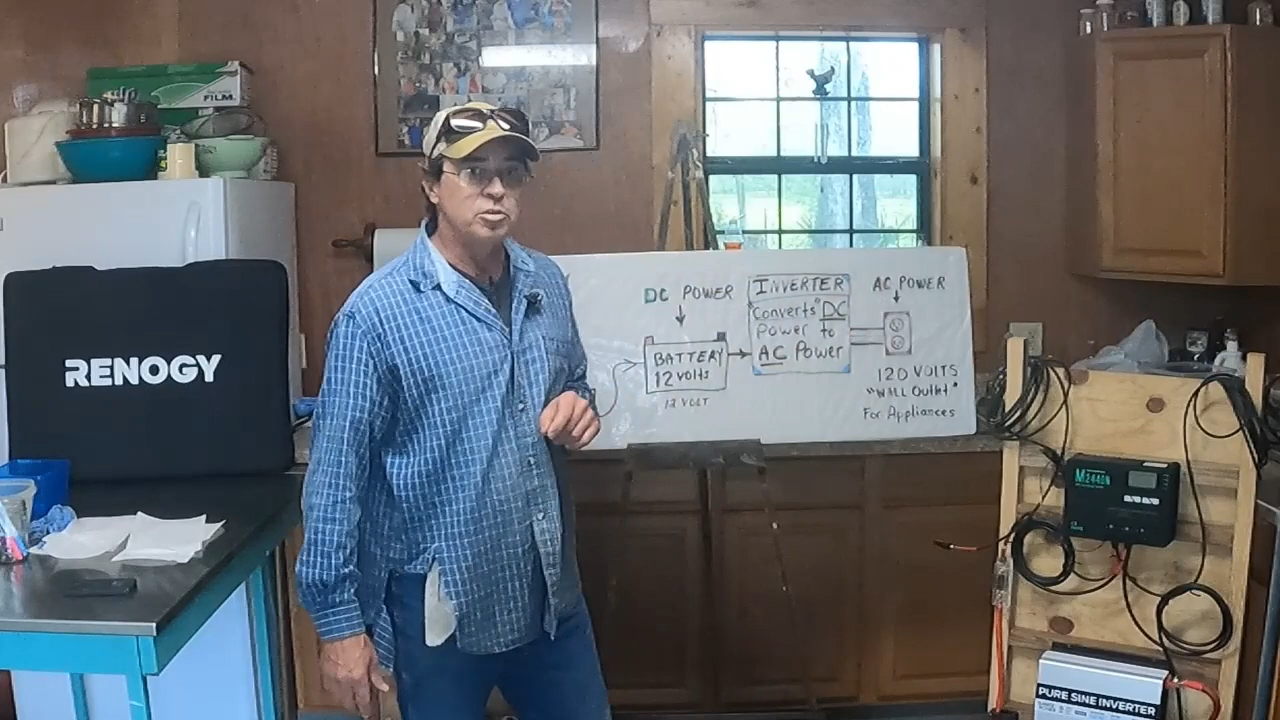 FILM
RENOGY
DC POWER
BATTERY
12 Volts
12 VOLT
INVERTER
"Converts" DC
Power to
AC Power
AC POWER
120 VOLTS
"WALL Outlet"
For Appliances
M2440N
PURE SINE INVERTER